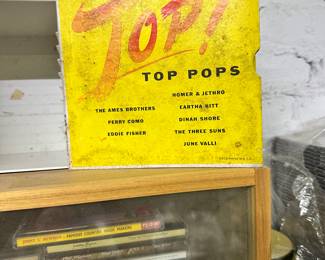 TOP!
TOP POPS
THE AMES BROTHERS
PERRY COMO
EDDIE FISHER
HOMER & JETHRO
EARTHA KITT
DINAH SHORE
THE THREE SUNS
JUNE VALLI